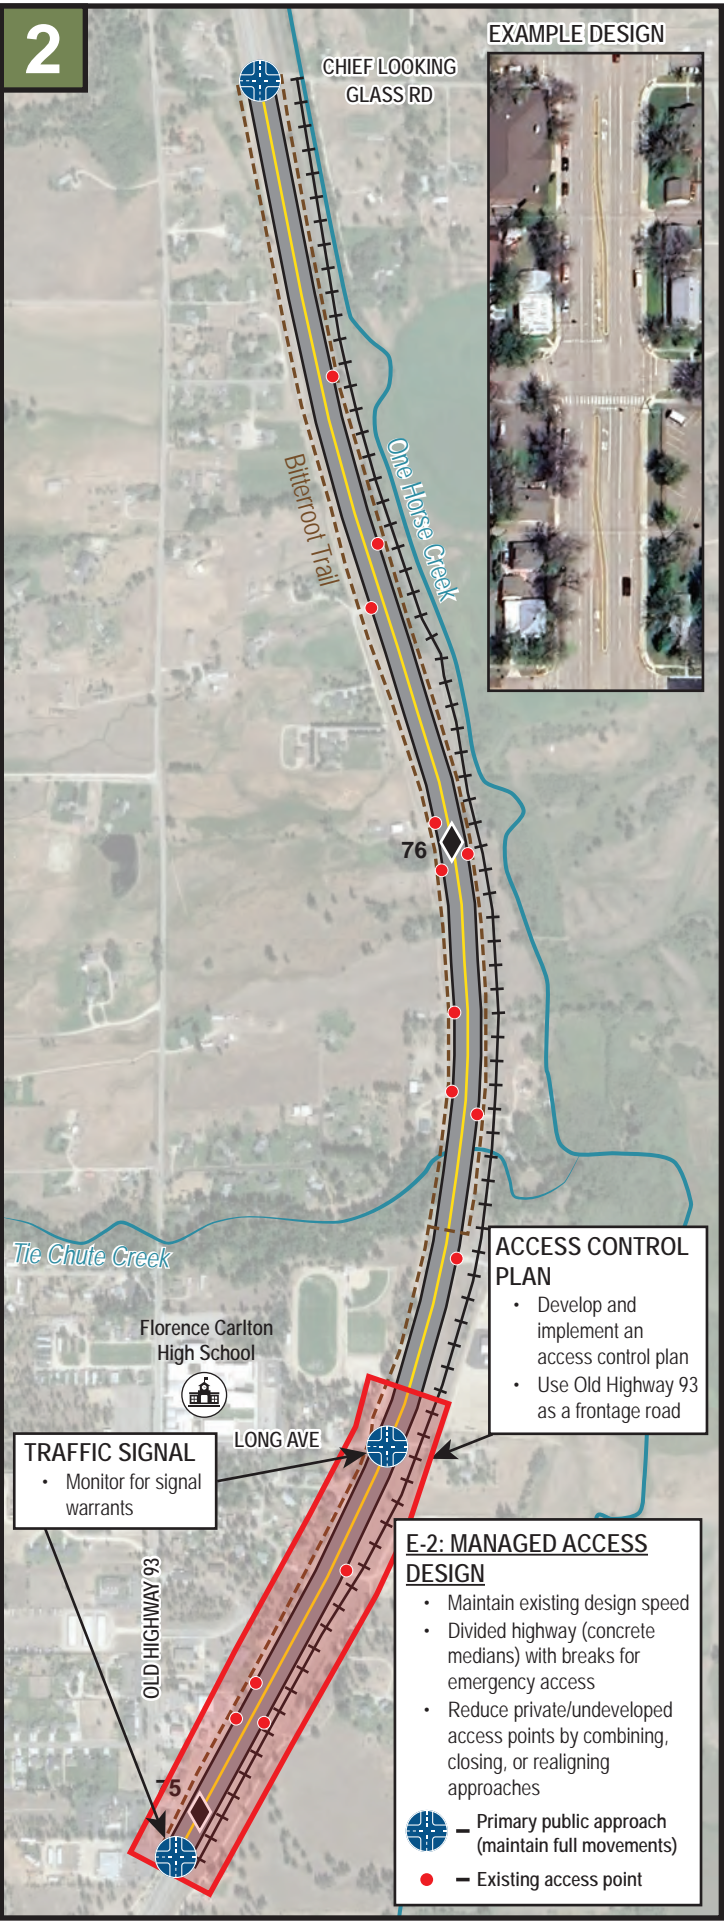 2
CHIEF LOOKING
GLASS RD
EXAMPLE DESIGN
Bitterroot Trail
One Horse Creek
76
Tie Chute Creek
ACCESS CONTROL
PLAN
• Develop and
implement an
access control plan
• Use Old Highway 93
as a frontage road
Florence Carlton
High School
LONG AVE
TRAFFIC SIGNAL
• Monitor for signal
warrants
OLD HIGHWAY 93
75
E-2: MANAGED ACCESS
DESIGN
• Maintain existing design speed
• Divided highway (concrete
medians) with breaks for
emergency access
• Reduce private/undeveloped
access points by combining,
closing, or realigning
approaches
– Primary public approach
(maintain full movements)
– Existing access point